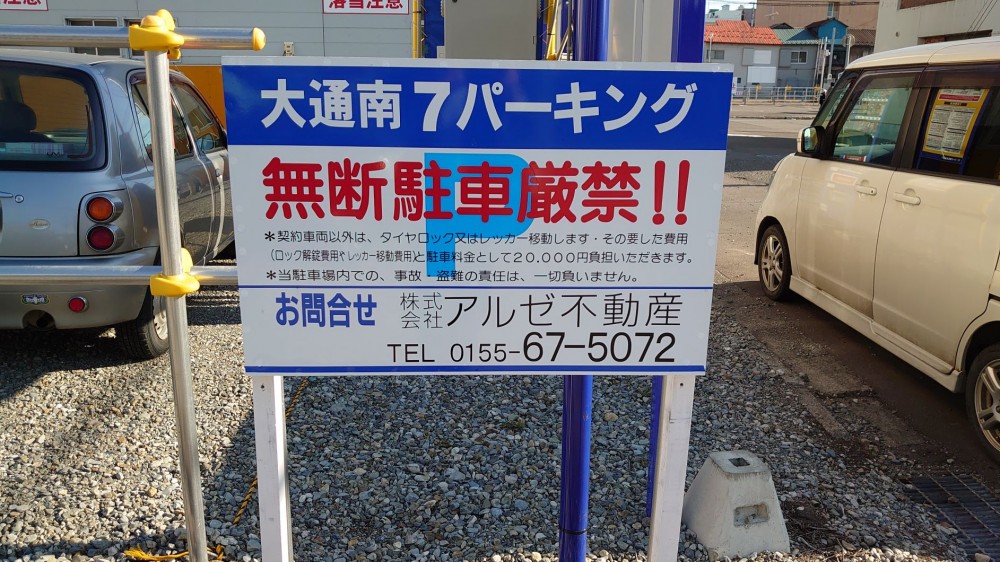 落雪注意
大通南7パーキング
P
無断駐車厳禁!!
＊契約車両以外は、タイヤロック又はレッカー移動します・その要した費用
(ロック解錠費用やレッカー移動費用)と駐車料金として20.000円負担いただきます。
＊当駐車場内での、事故・盗難の責任は、一切負いません。
お問合せ 株式会社 アルゼ不動産
TEL 0155-67-5072